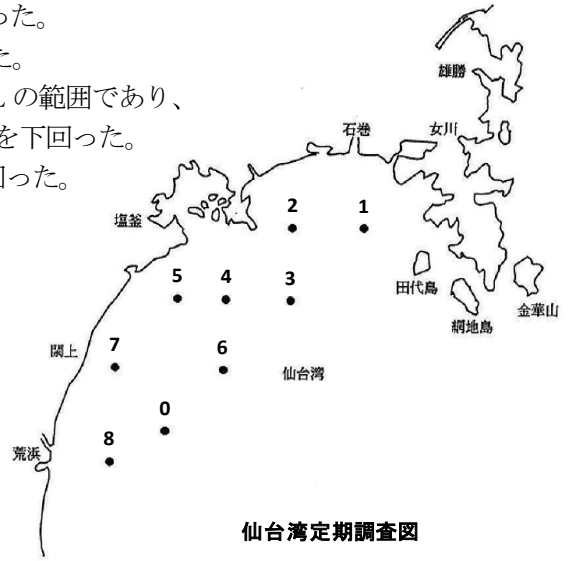 った。
た。
L の範囲であり、
を下回った。
回った。
雄勝
石巻
女川
塩釜
2
1
田代島
金華山
網地島
5
4
3
閖上
7
6
仙台湾
0
荒浜
8
仙台湾定期調査図